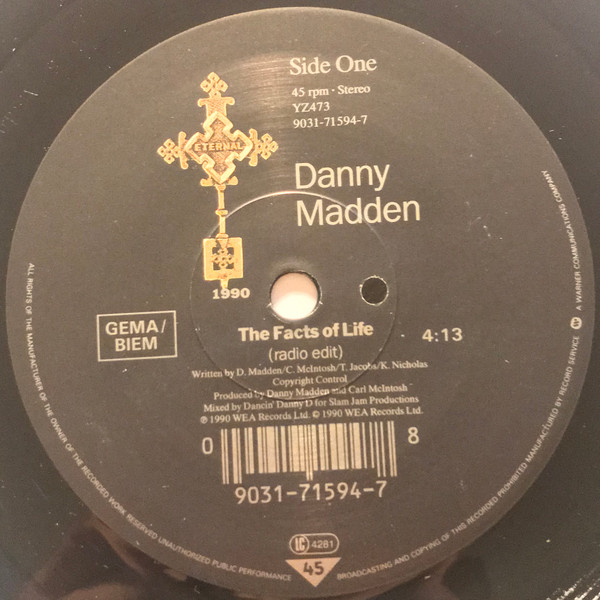 Side One
45 rpm · Stereo
YZ473
9031-71594-7
ETERNAL
Danny
Madden
1990
GEMA/
BIEM
The Facts of Life
4:13
(radio edit)
Written by D. Madden/C. McIntosh/T. Jacobs/K. Nicholas
Copyright Control
Produced by Danny Madden and Carl McIntosh
Mixed by Dancin' Danny D for Slam Jam Productions
℗ 1990 WEA Records Ltd. © 1990 WEA Records Ltd.
0 8
9031-71594-7
LC 4281
45
ALL RIGHTS OF THE MANUFACTURER OF THE OWNER OF THE RECORDED WORK RESERVED UNAUTHORIZED PUBLIC PERFORMANCE BROADCASTING AND COPYING OF THIS RECORD PROHIBITED MANUFACTURED BY RECORD SERVICE A WARNER COMMUNICATIONS COMPANY